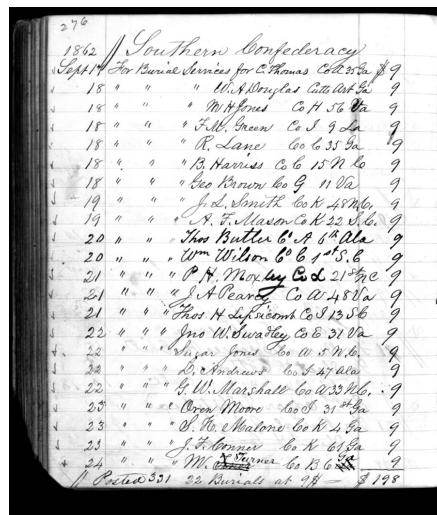 276
1862 // Southern Confederacy
Sept 17 For Burial Services for C. Thomas Co A 35 Ga $ 9
18 " " " W. A Douglas Cutts Art Ga 9
18 " " " W H Jones Co H 56 Va 9
18 " " " F. M. Green Co I 9 La 9
18 " " " R. Lane Co E 35 Ga 9
18 " " " B. Harriss Co C 15 N Co 9
18 " " " Geo Brown Co G 11 Va 9
19 " " " J. L. Smith Co K 48 N C. 9
19 " " " A. F. Mason Co K 22 S. C. 9
20 " " " Thos Butler Co A 6th Ala 9
20 " " " Wm Wilson Co C 1st S. C 9
21 " " " P. H. Moxley Co L 21st N C 9
21 " " " J. A Pearcy Co A 48 Va 9
21 " " " Thos H Lipsicomb Co I 13 S C 9
22 " " " Jno W. Swadley Co E 31 Va 9
22 " " " Sugar Jones Co A 5 N. C. 9
22 " " " D. Andrews Co I 47 Ala 9
22 " " " G. W. Marshall Co A 33 N C. 9
23 " " " Oron Moore Co I 31st Ga 9
23 " " " S. H. Malone Co K 4 Ga 9
23 " " " J. F. Conner Co K 61 Ga 9
24 " " " M. Turner Co B 6 Ga 9
// Posted 331 22 Burials at 9$ — $ 198